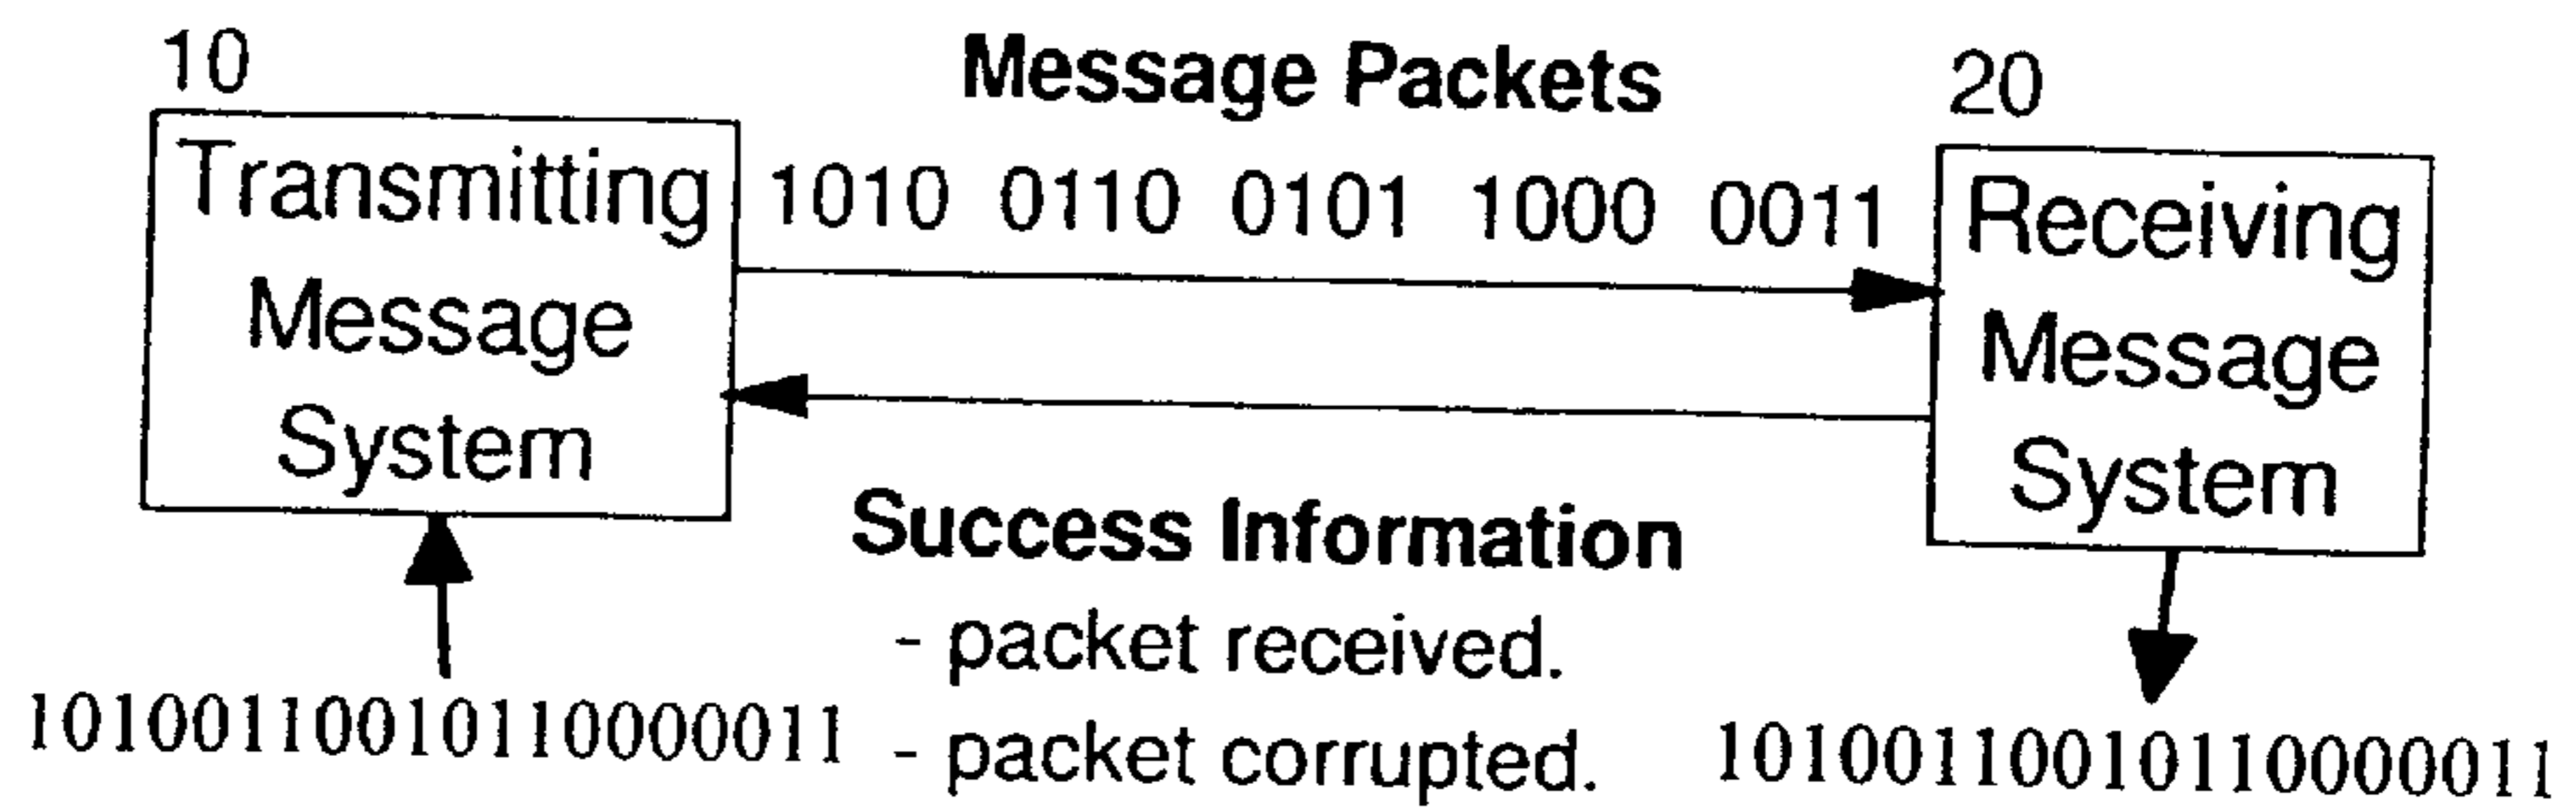 10
Message Packets
20
Transmitting
Message
System
1010 0110 0101 1000 0011
Receiving
Message
System
Success Information
- packet received.
- packet corrupted.
10100110010110000011
10100110010110000011